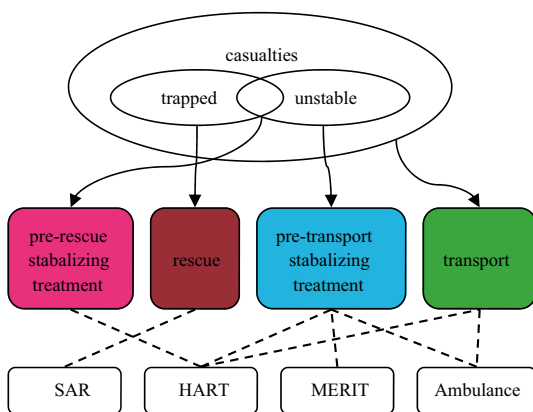 casualties
trapped
unstable
pre-rescue
stabalizing
treatment
rescue
pre-transport
stabalizing
treatment
transport
SAR
HART
MERIT
Ambulance